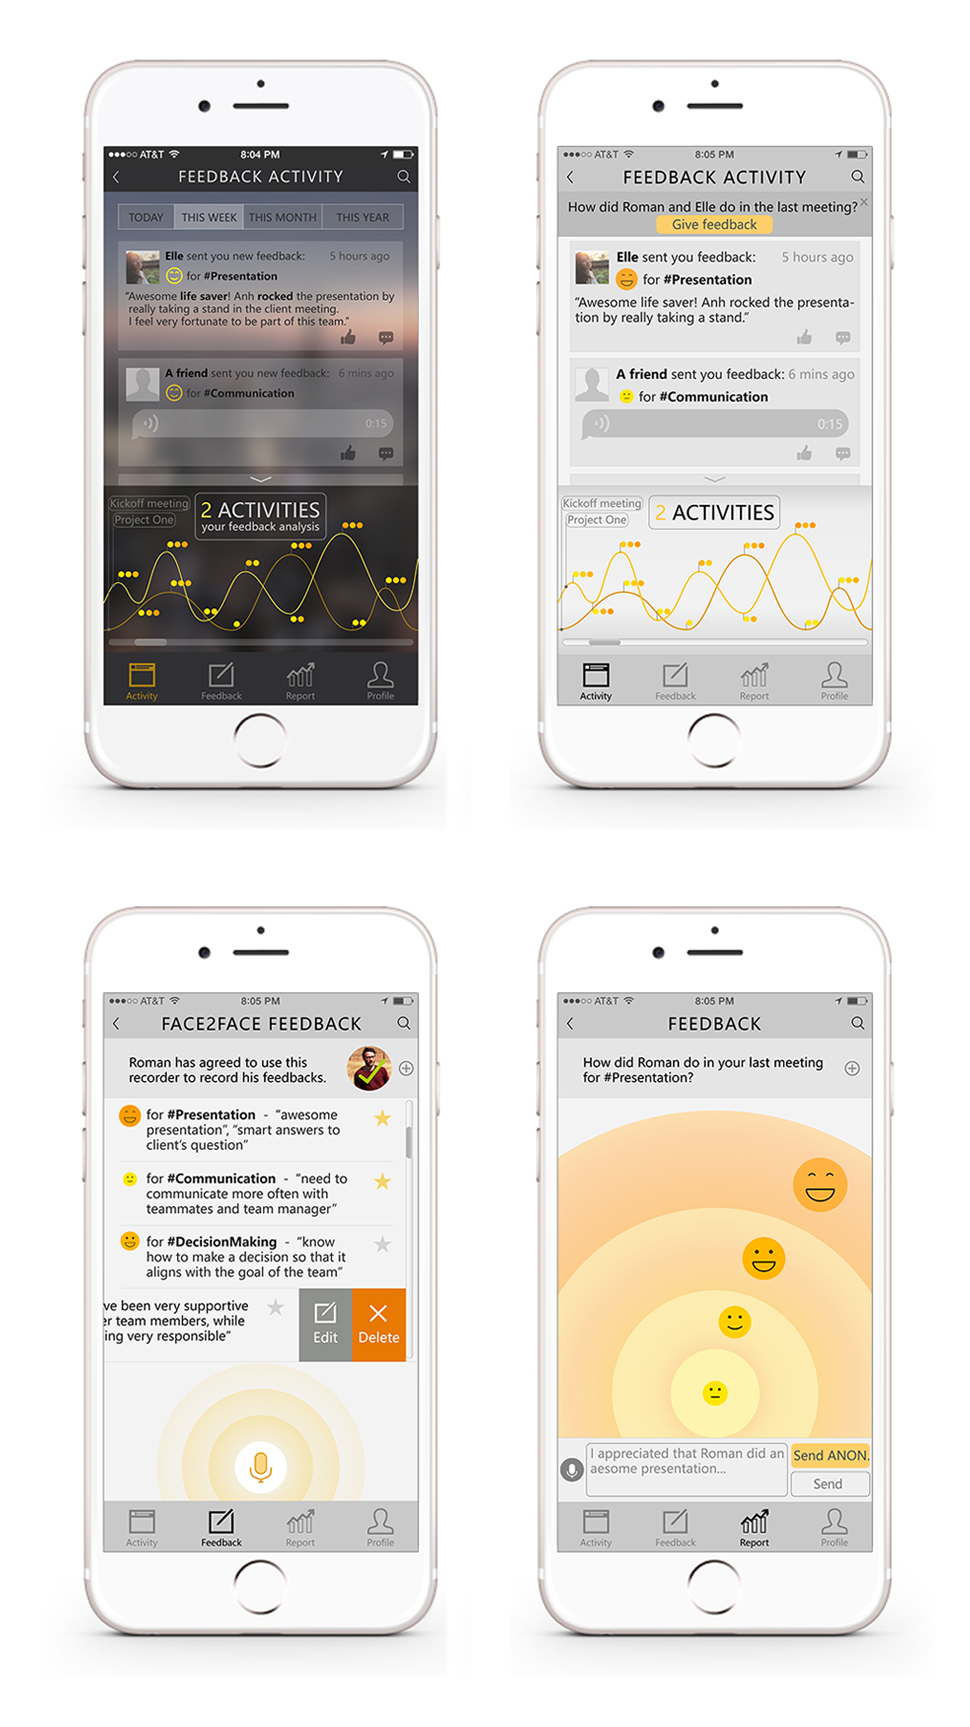 AT&T 8:04 PM
FEEDBACK ACTIVITY
TODAY THIS WEEK THIS MONTH THIS YEAR
Elle sent you new feedback: 5 hours ago
for #Presentation
“Awesome life saver! Anh rocked the presentation by
really taking a stand in the client meeting.
I feel very fortunate to be part of this team.”
A friend sent you new feedback: 6 mins ago
for #Communication
0:15
Kickoff meeting
Project One
2 ACTIVITIES
your feedback analysis
Activity Feedback Report Profile
AT&T 8:05 PM
FEEDBACK ACTIVITY
How did Roman and Elle do in the last meeting?
Give feedback
Elle sent you feedback: 5 hours ago
for #Presentation
“Awesome life saver! Anh rocked the presenta-
tion by really taking a stand.”
A friend sent you feedback: 6 mins ago
for #Communication
0:15
Kickoff meeting
Project One
2 ACTIVITIES
Activity Feedback Report Profile
AT&T 8:05 PM
FACE2FACE FEEDBACK
Roman has agreed to use this
recorder to record his feedbacks.
for #Presentation - “awesome
presentation”, “smart answers to
client’s question”
for #Communication - “need to
communicate more often with
teammates and team manager”
for #DecisionMaking - “know
how to make a decision so that it
aligns with the goal of the team”
ve been very supportive
er team members, while
ing very responsible”
Edit Delete
Activity Feedback Report Profile
AT&T 8:05 PM
FEEDBACK
How did Roman do in your last meeting
for #Presentation?
I appreciated that Roman did an
aesome presentation...
Send ANON.
Send
Activity Feedback Report Profile